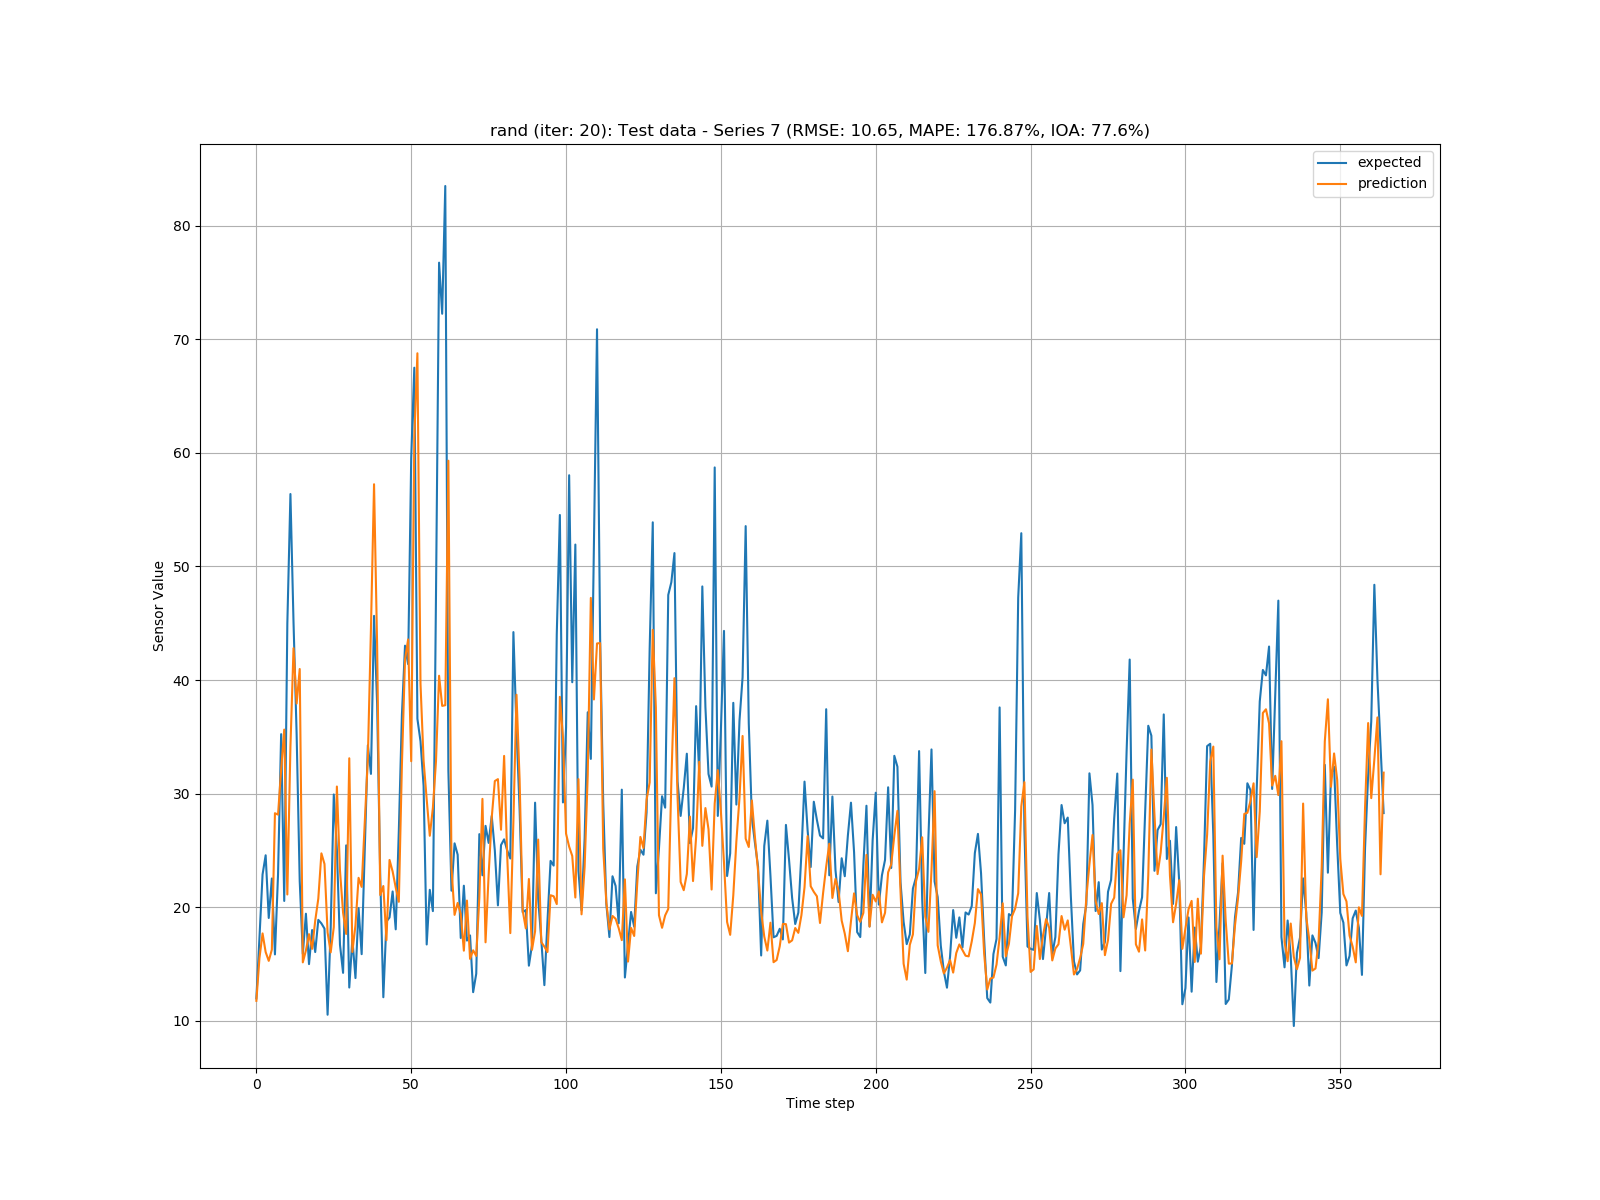 rand (iter: 20): Test data - Series 7 (RMSE: 10.65, MAPE: 176.87%, IOA: 77.6%)
expected
prediction
80
70
60
50
40
30
20
10
Sensor Value
0 50 100 150 200 250 300 350
Time step